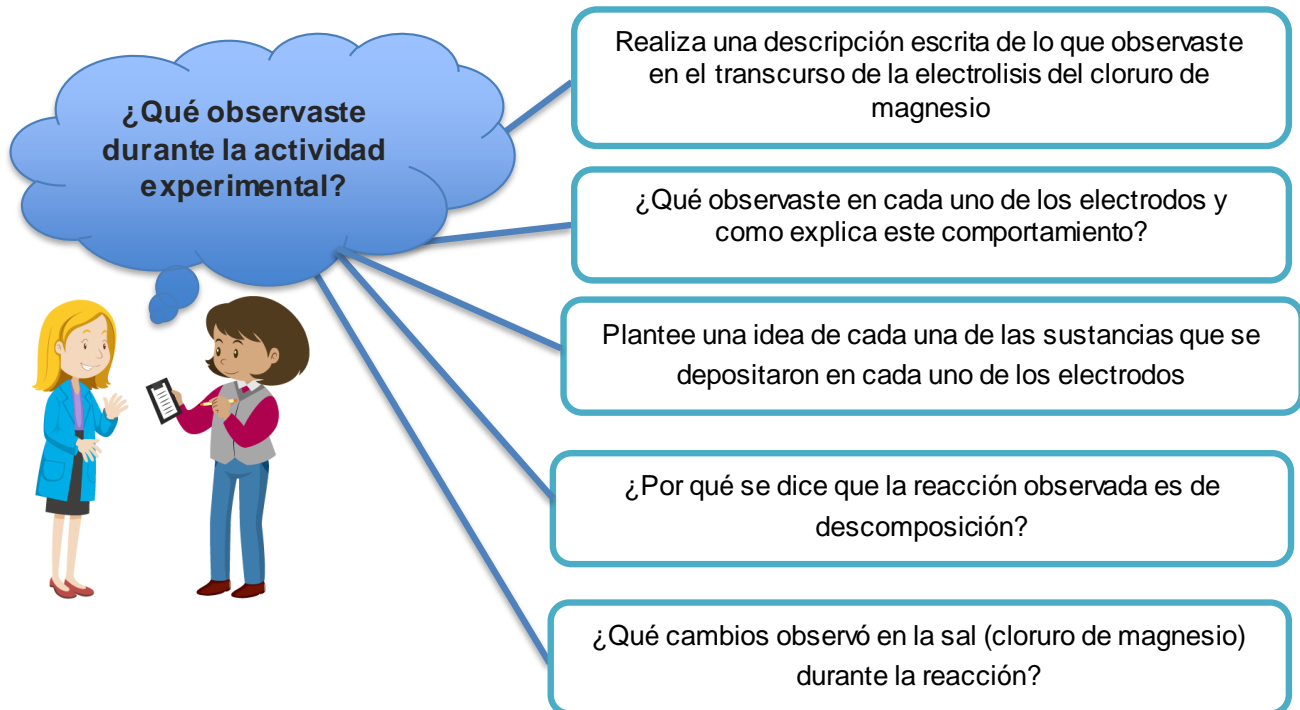 ¿Qué observaste
durante la actividad
experimental?
Realiza una descripción escrita de lo que observaste
en el transcurso de la electrolisis del cloruro de
magnesio
¿Qué observaste en cada uno de los electrodos y
como explica este comportamiento?
Plantee una idea de cada una de las sustancias que se
depositaron en cada uno de los electrodos
¿Por qué se dice que la reacción observada es de
descomposición?
¿Qué cambios observó en la sal (cloruro de magnesio)
durante la reacción?